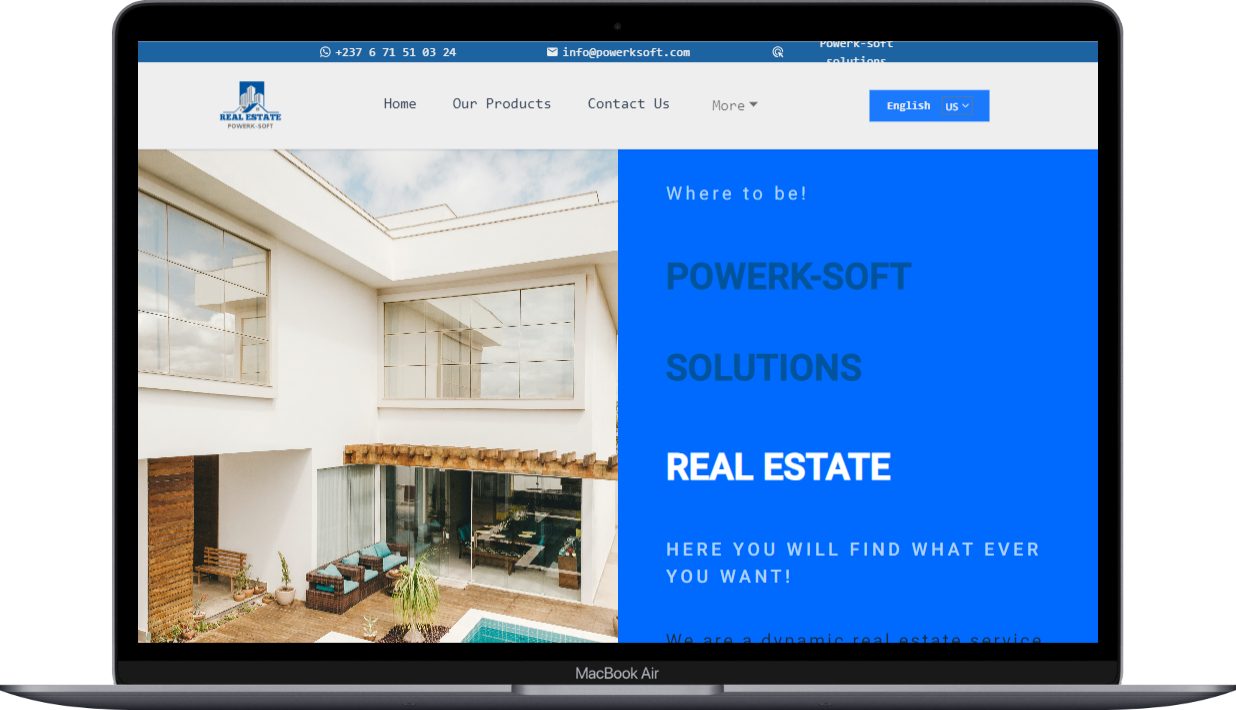 +237 6 71 51 03 24
info@powerksoft.com
Powerk-soft
solutions
REAL ESTATE
POWERK-SOFT
Home
Our Products
Contact Us
More
English
US
Where to be!
POWERK-SOFT
SOLUTIONS
REAL ESTATE
HERE YOU WILL FIND WHAT EVER
YOU WANT!
We are a dynamic real estate service
MacBook Air